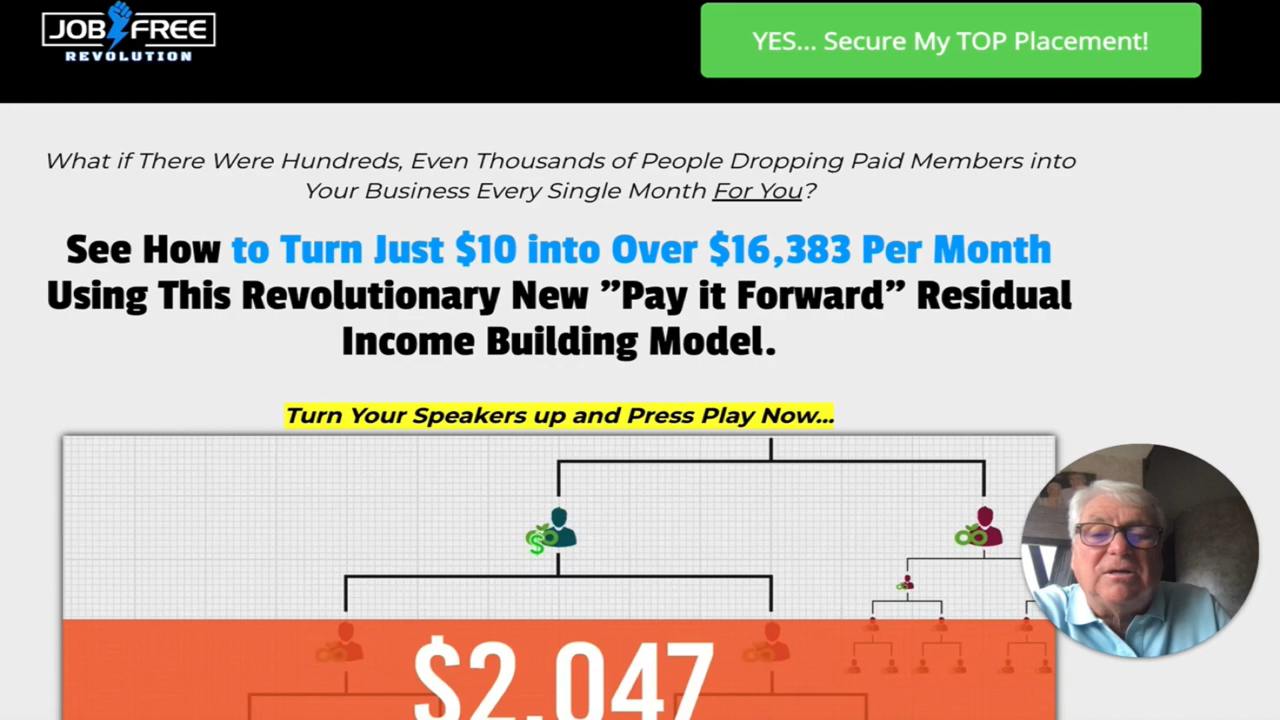 JOB FREE
REVOLUTION
YES... Secure My TOP Placement!
What if There Were Hundreds, Even Thousands of People Dropping Paid Members into
Your Business Every Single Month For You?
See How to Turn Just $10 into Over $16,383 Per Month
Using This Revolutionary New ”Pay it Forward” Residual
Income Building Model.
Turn Your Speakers up and Press Play Now...
$
$2,047